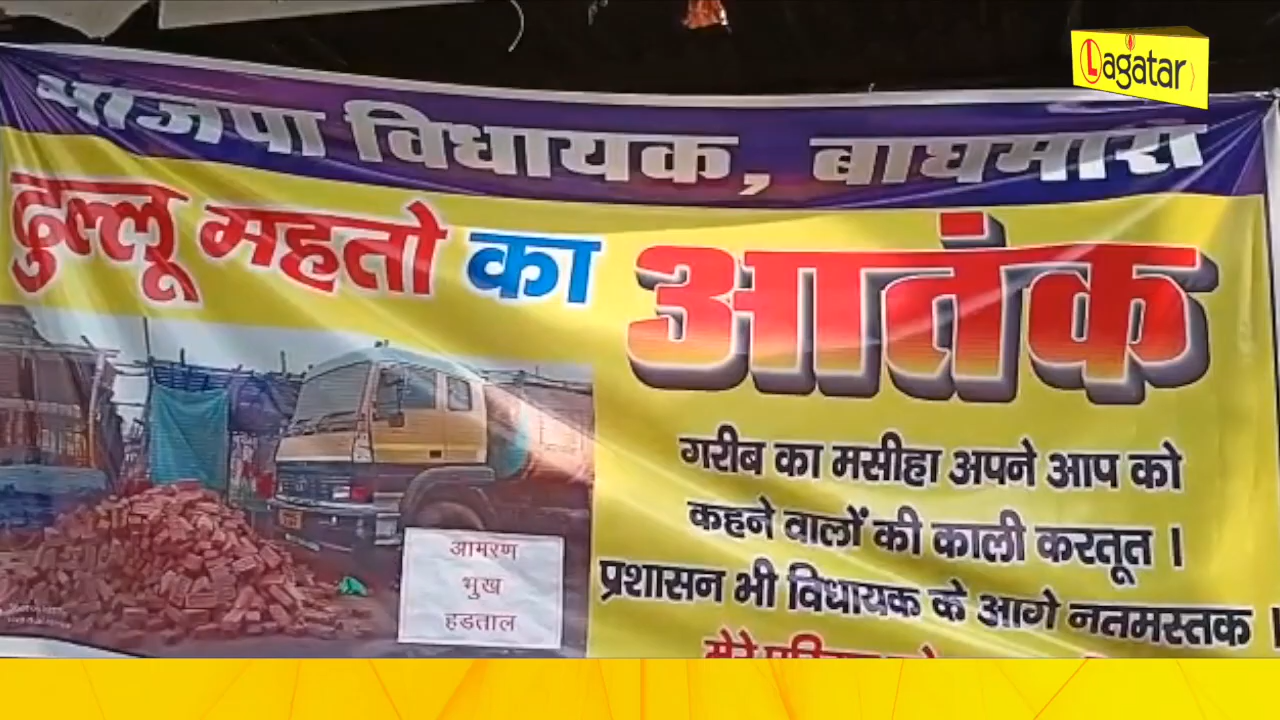 Lagatar
भाजपा विधायक, बाघमारा
ढुल्लू महतो का आतंक
गरीब का मसीहा अपने आप को
कहने वालों की काली करतूत ।
प्रशासन भी विधायक के आगे नतमस्तक ।
आमरण
भुख
हडताल
मेरे